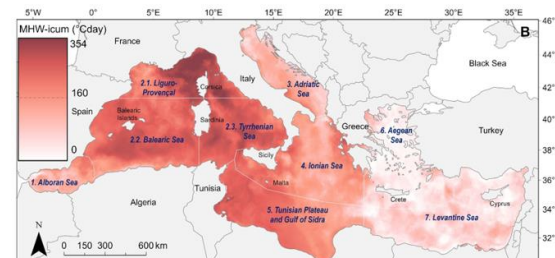 5°W 0° 5°E 10°E 15°E 20°E 25°E 30°E 35°E 46°
MHW-icum (°Cday)
354
160
0
B
France
Black Sea
44°
Italy
2.1. Liguro-
Provençal
Corsica
3. Adriatic
Sea
42°
Spain
Balearic
Islands
Sardinia
2.3. Tyrrhenian
Sea
Greece
6. Aegean
Sea
Turkey
40°
2.2. Balearic Sea
38°
Sicily
4. Ionian Sea
1. Alboran Sea
Malta
36°
Algeria
Tunisia
Crete
Cyprus
5. Tunisian Plateau
and Gulf of Sidra
7. Levantine Sea
34°
N
0 150 300 600 km
32°